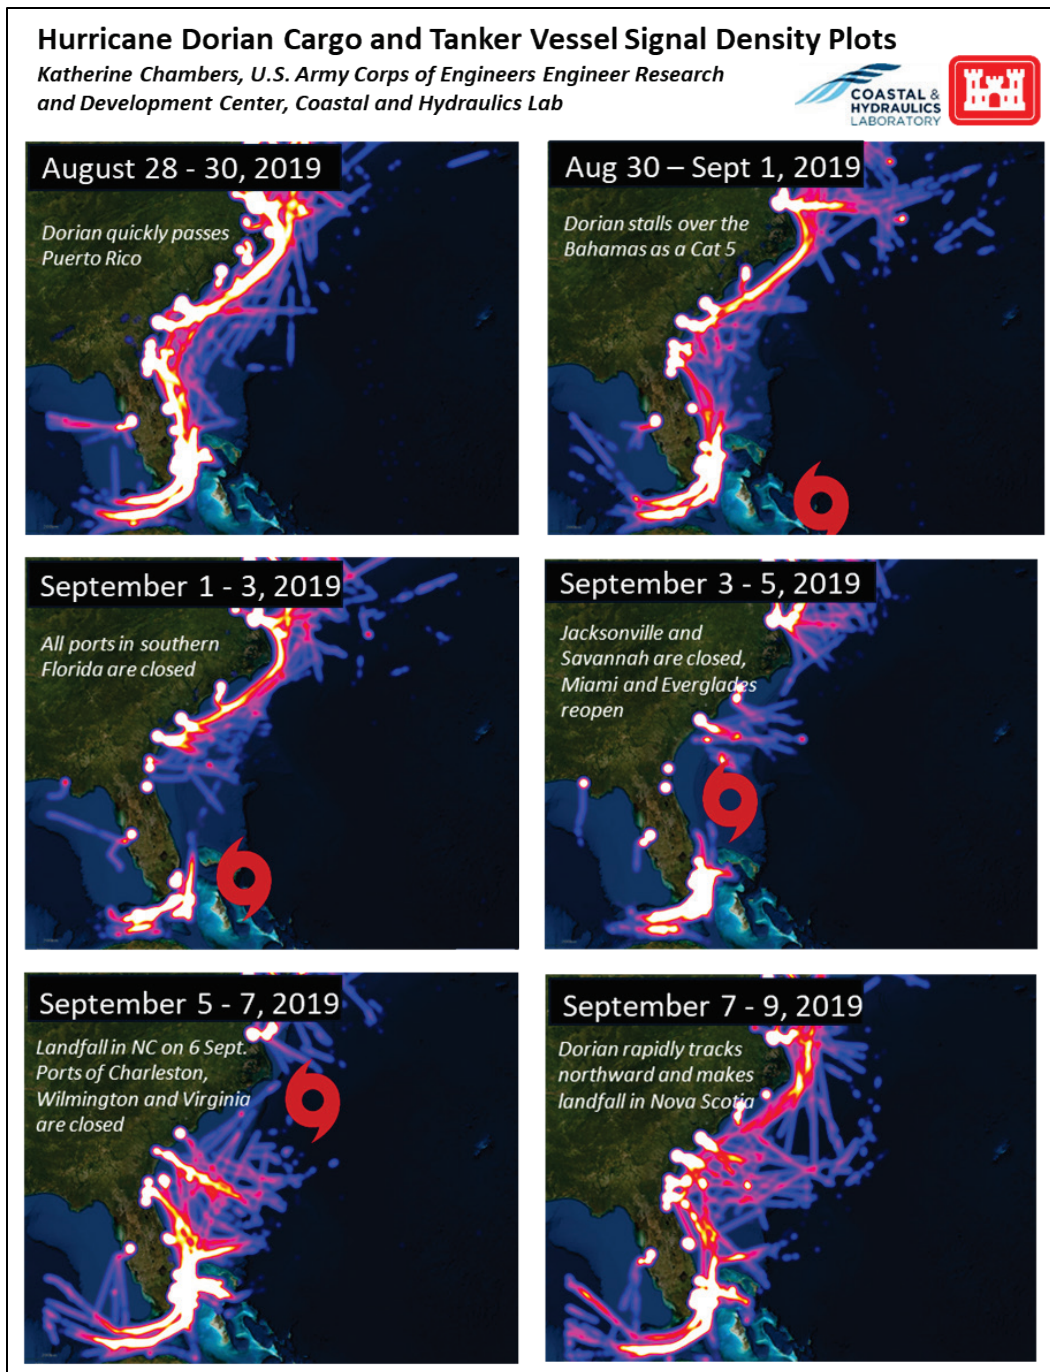 Hurricane Dorian Cargo and Tanker Vessel Signal Density Plots
Katherine Chambers, U.S. Army Corps of Engineers Engineer Research
and Development Center, Coastal and Hydraulics Lab
COASTAL &
HYDRAULICS
LABORATORY
August 28 - 30, 2019
Dorian quickly passes
Puerto Rico
Aug 30 – Sept 1, 2019
Dorian stalls over the
Bahamas as a Cat 5
September 1 - 3, 2019
All ports in southern
Florida are closed
September 3 - 5, 2019
Jacksonville and
Savannah are closed,
Miami and Everglades
reopen
September 5 - 7, 2019
Landfall in NC on 6 Sept.
Ports of Charleston,
Wilmington and Virginia
are closed
September 7 - 9, 2019
Dorian rapidly tracks
northward and makes
landfall in Nova Scotia